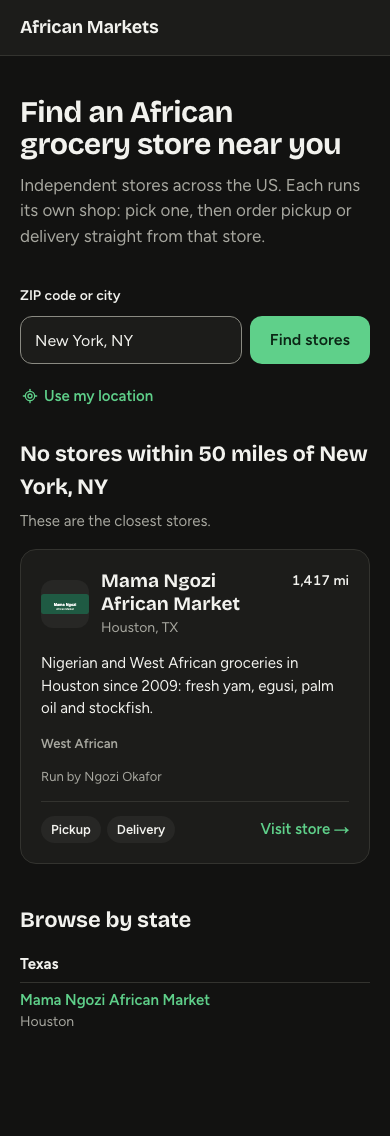 African Markets
Find an African
grocery store near you
Independent stores across the US. Each runs
its own shop: pick one, then order pickup or
delivery straight from that store.
ZIP code or city
New York, NY
Find stores
Use my location
No stores within 50 miles of New
York, NY
These are the closest stores.
Mama Ngozi
Mama Ngozi
African Market
1,417 mi
Houston, TX
Nigerian and West African groceries in
Houston since 2009: fresh yam, egusi, palm
oil and stockfish.
West African
Run by Ngozi Okafor
Pickup
Delivery
Visit store →
Browse by state
Texas
Mama Ngozi African Market
Houston